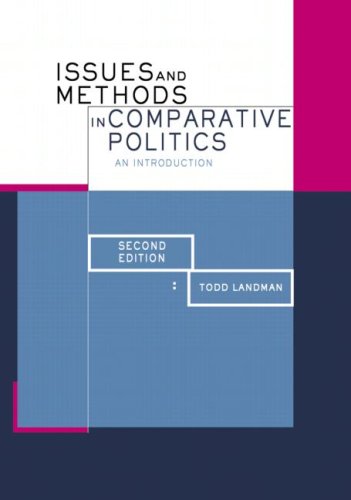 ISSUES AND
METHODS
IN COMPARATIVE
POLITICS
AN INTRODUCTION
SECOND
EDITION
:
TODD LANDMAN